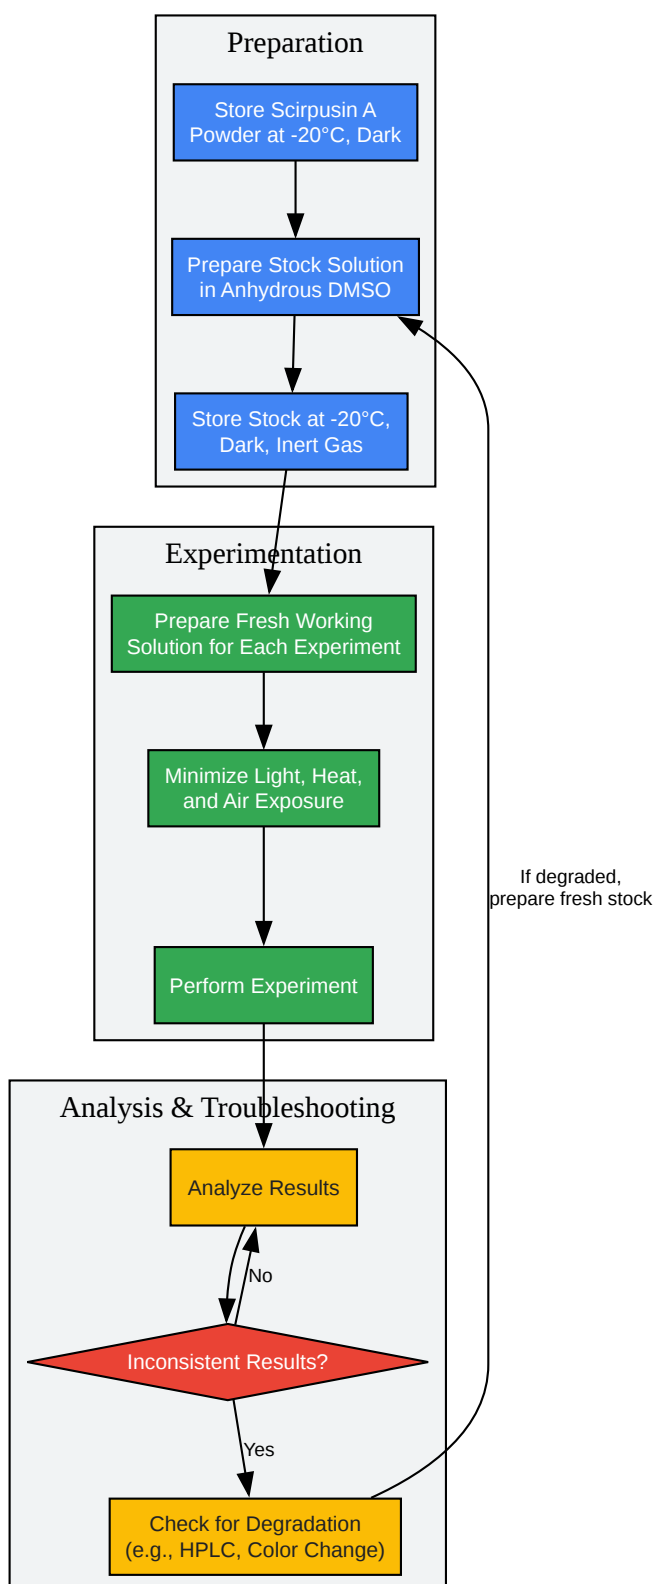 Preparation
Store Scirpusin A
Powder at -20°C, Dark
Prepare Stock Solution
in Anhydrous DMSO
Store Stock at -20°C,
Dark, Inert Gas
Experimentation
Prepare Fresh Working
Solution for Each Experiment
Minimize Light, Heat,
and Air Exposure
If degraded,
prepare fresh stock
Perform Experiment
Analysis & Troubleshooting
Analyze Results
No
Inconsistent Results?
Yes
Check for Degradation
(e.g., HPLC, Color Change)